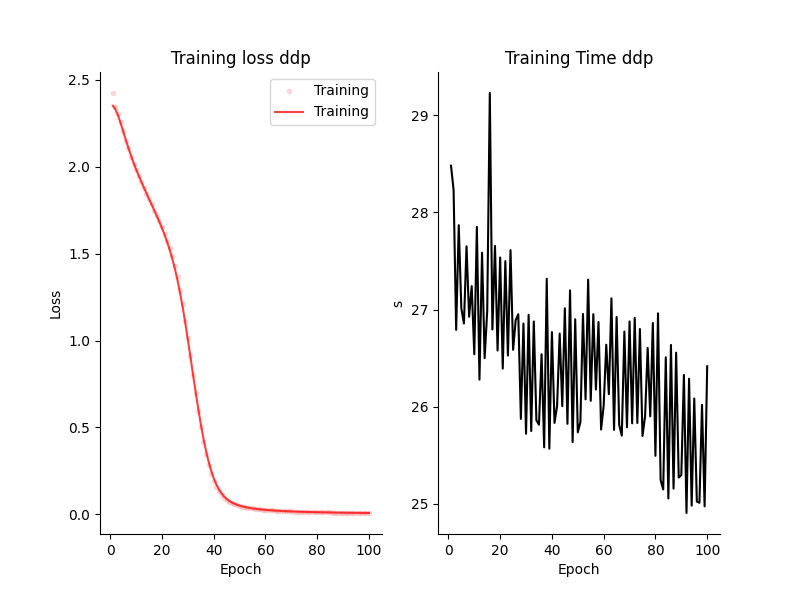 Training loss ddp
Training
Training
2.5
2.0
1.5
1.0
0.5
0.0
Loss
0 20 40 60 80 100
Epoch
Training Time ddp
29
28
27
26
25
s
0 20 40 60 80 100
Epoch